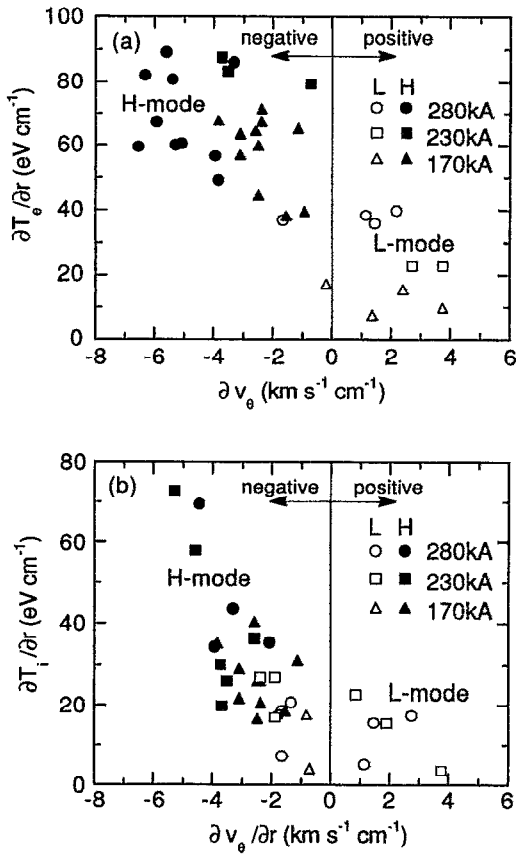 100
(a)
negative
positive
80
H-mode
L H
280kA
230kA
170kA
60
∂Tₑ/∂r (eV cm⁻¹)
40
L-mode
20
0
-8 -6 -4 -2 0 2 4 6
∂ v_θ (km s⁻¹ cm⁻¹)
80
(b)
negative
positive
L H
280kA
230kA
170kA
60
H-mode
∂Tᵢ/∂r (eV cm⁻¹)
40
L-mode
20
0
-8 -6 -4 -2 0 2 4 6
∂ v_θ/∂r (km s⁻¹ cm⁻¹)